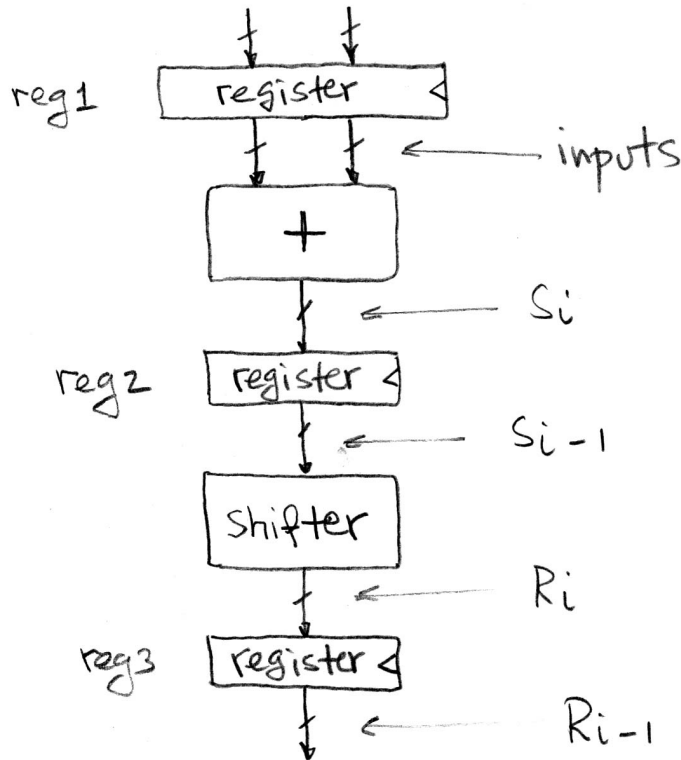 reg1
register
inputs
+
Si
reg2
register
Si-1
Shifter
Ri
reg3
register
Ri-1